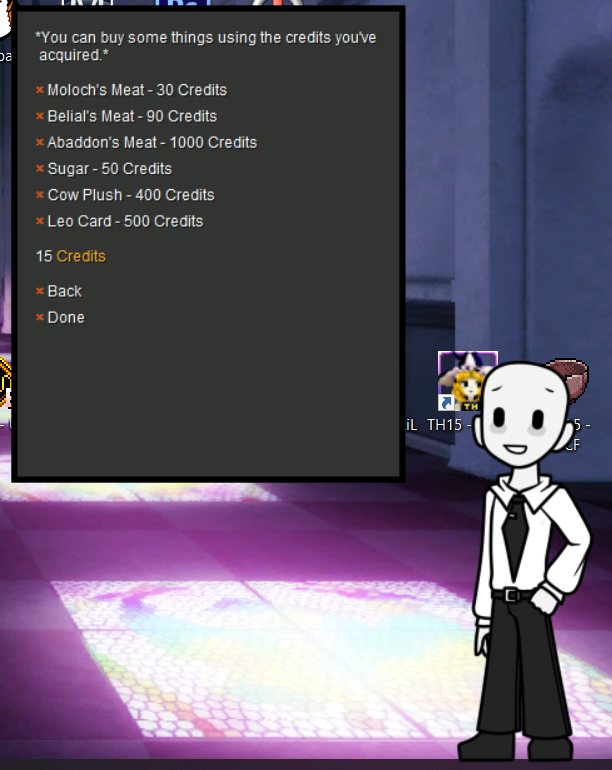 *You can buy some things using the credits you've
acquired.*
× Moloch's Meat - 30 Credits
× Belial's Meat - 90 Credits
× Abaddon's Meat - 1000 Credits
× Sugar - 50 Credits
× Cow Plush - 400 Credits
× Leo Card - 500 Credits
15 Credits
× Back
× Done
TH
TH15 -